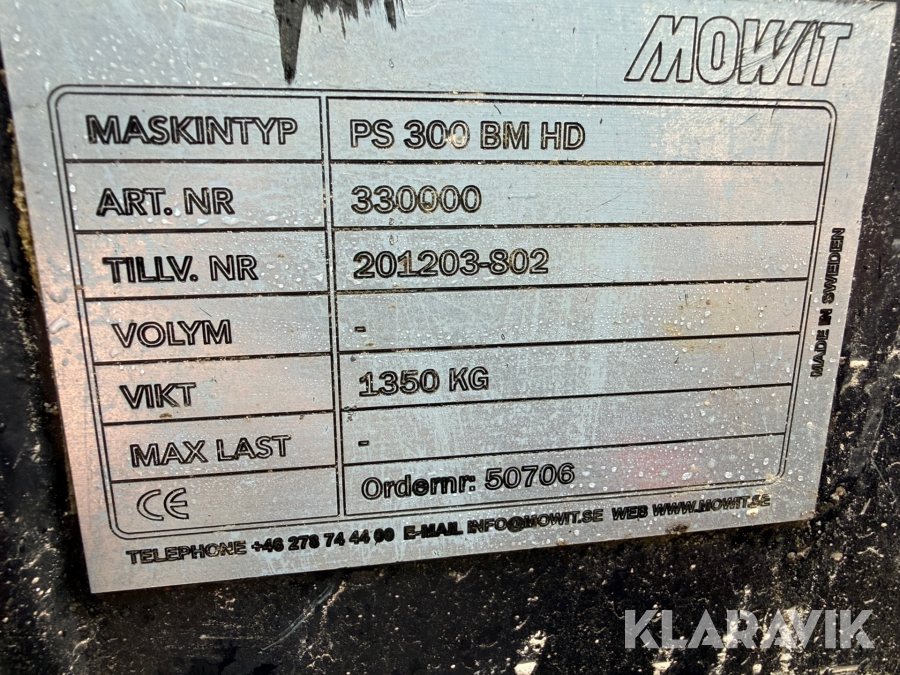 MOWIT
MASKINTYP PS 300 BM HD
ART. NR 330000
TILLV. NR 201203-802
VOLYM -
VIKT 1350 KG
MAX LAST -
CE Ordernr: 50706
TELEPHONE +46 278 74 44 00 E-MAIL INFO@MOWIT.SE WEB WWW.MOWIT.SE
MADE IN SWEDEN
KLARAVIK